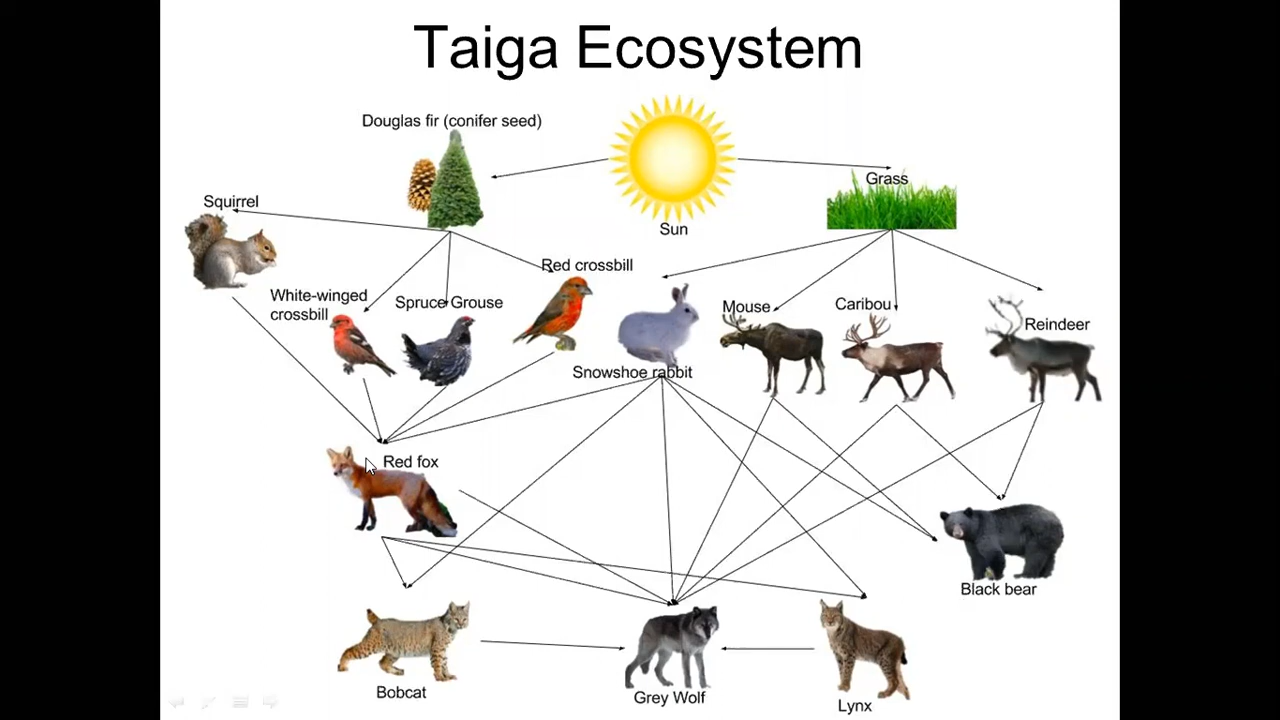 Taiga Ecosystem
Douglas fir (conifer seed)
Grass
Squirrel
Sun
Red crossbill
White-winged
crossbill
Spruce Grouse
Mouse
Caribou
Reindeer
Snowshoe rabbit
Red fox
Black bear
Bobcat
Grey Wolf
Lynx